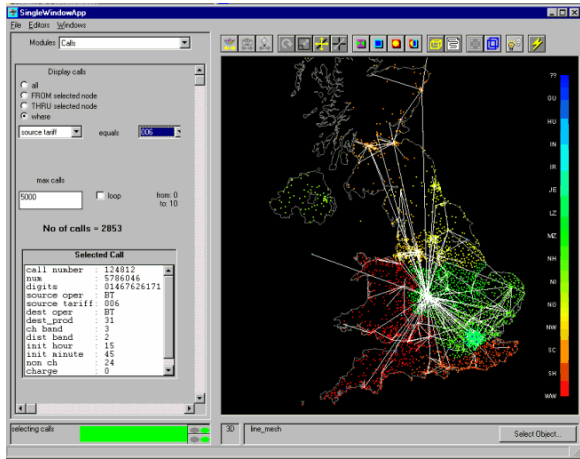 SingleWindowApp
File Editors Windows
Modules Calls
Display calls
all
FROM selected node
THRU selected node
where
source tariff equals 006
max calls
5000 loop from: 0
to: 10
No of calls = 2853
Selected Call
call number : 124812
num : 5786046
digits : 01467626171
source oper : BT
source tariff: 006
dest oper : BT
dest_prod : 31
ch band : 3
dist band : 2
init hour : 15
init minute : 45
non ch : 24
charge : 0
??
GU
HU
IN
IR
JE
LZ
MZ
NH
NI
NO
NW
SC
SH
WW
selecting calls
3D line_mesh
Select Object...